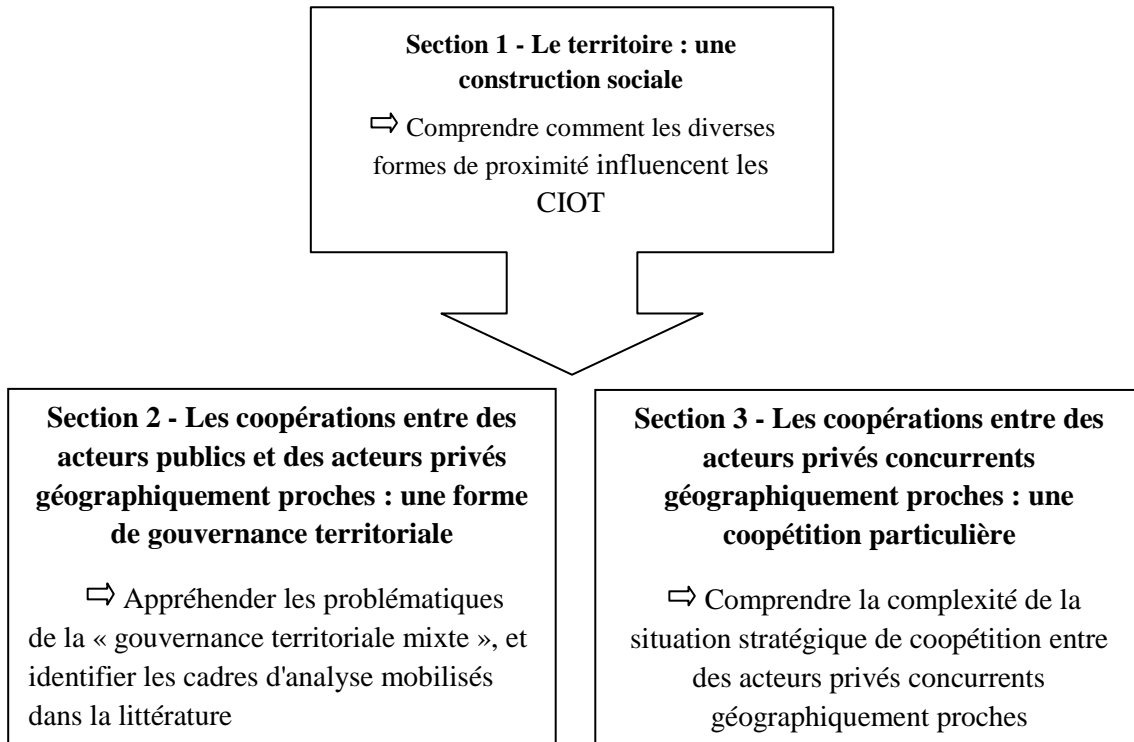 Section 1 - Le territoire : une
construction sociale
⇨ Comprendre comment les diverses
formes de proximité influencent les
CIOT
Section 2 - Les coopérations entre des
acteurs publics et des acteurs privés
géographiquement proches : une forme
de gouvernance territoriale
⇨ Appréhender les problématiques
de la « gouvernance territoriale mixte », et
identifier les cadres d'analyse mobilisés
dans la littérature
Section 3 - Les coopérations entre des
acteurs privés concurrents
géographiquement proches : une
coopétition particulière
⇨ Comprendre la complexité de la
situation stratégique de coopétition entre
des acteurs privés concurrents
géographiquement proches